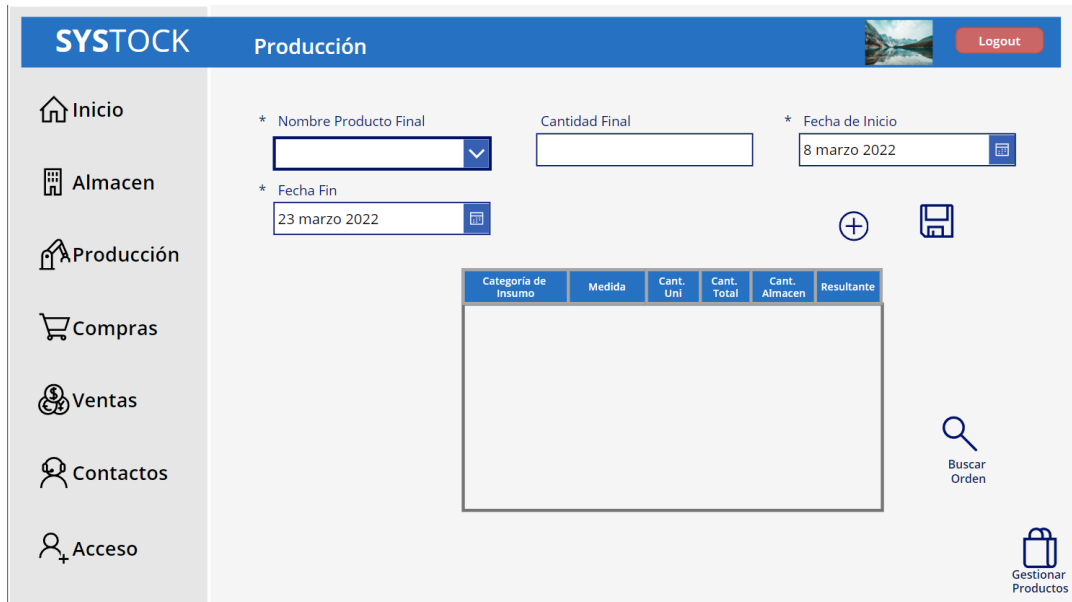 SYSTOCK
Producción
Logout
Inicio
Almacen
Producción
Compras
Ventas
Contactos
Acceso
* Nombre Producto Final
Cantidad Final
* Fecha de Inicio
8 marzo 2022
* Fecha Fin
23 marzo 2022
Categoría de
Insumo
Medida
Cant.
Uni
Cant.
Total
Cant.
Almacen
Resultante
Buscar
Orden
Gestionar
Productos